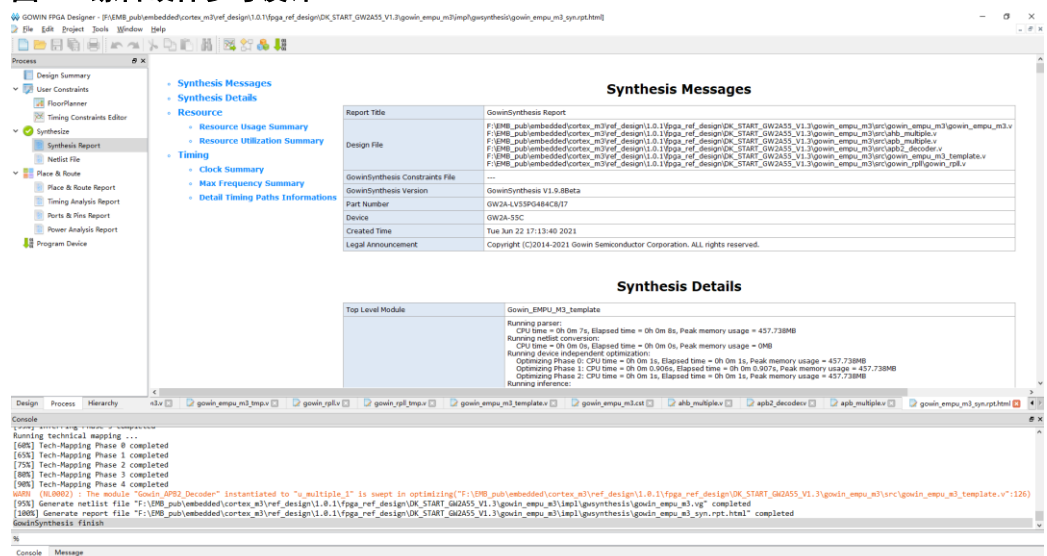 GOWIN FPGA Designer - [F:\EMB_pub\embedded\cortex_m3\ref_design\1.0.1\fpga_ref_design\DK_START_GW2A55_V1.3\gowin_empu_m3\impl\gwsynthesis\gowin_empu_m3_syn.rpt.html]
File Edit Project Tools Window Help
Process
Design Summary
User Constraints
FloorPlanner
Timing Constraints Editor
Synthesize
Synthesis Report
Netlist File
Place & Route
Place & Route Report
Timing Analysis Report
Ports & Pins Report
Power Analysis Report
Program Device
Synthesis Messages
Synthesis Details
Resource
Resource Usage Summary
Resource Utilization Summary
Timing
Clock Summary
Max Frequency Summary
Detail Timing Paths Informations
Synthesis Messages
Report Title GowinSynthesis Report
Design File
F:\EMB_pub\embedded\cortex_m3\ref_design\1.0.1\fpga_ref_design\DK_START_GW2A55_V1.3\gowin_empu_m3\src\gowin_empu_m3\gowin_empu_m3.v
F:\EMB_pub\embedded\cortex_m3\ref_design\1.0.1\fpga_ref_design\DK_START_GW2A55_V1.3\gowin_empu_m3\src\ahb_multiple.v
F:\EMB_pub\embedded\cortex_m3\ref_design\1.0.1\fpga_ref_design\DK_START_GW2A55_V1.3\gowin_empu_m3\src\apb_multiple.v
F:\EMB_pub\embedded\cortex_m3\ref_design\1.0.1\fpga_ref_design\DK_START_GW2A55_V1.3\gowin_empu_m3\src\apb2_decoder.v
F:\EMB_pub\embedded\cortex_m3\ref_design\1.0.1\fpga_ref_design\DK_START_GW2A55_V1.3\gowin_empu_m3\src\gowin_empu_m3_template.v
F:\EMB_pub\embedded\cortex_m3\ref_design\1.0.1\fpga_ref_design\DK_START_GW2A55_V1.3\gowin_empu_m3\src\gowin_rpll\gowin_rpll.v
GowinSynthesis Constraints File ---
GowinSynthesis Version GowinSynthesis V1.9.8Beta
Part Number GW2A-LV55PG484C8/I7
Device GW2A-55C
Created Time Tue Jun 22 17:13:40 2021
Legal Announcement Copyright (C)2014-2021 Gowin Semiconductor Corporation. ALL rights reserved.
Synthesis Details
Top Level Module Gowin_EMPU_M3_template
Running parser:
CPU time = 0h 0m 7s, Elapsed time = 0h 0m 8s, Peak memory usage = 457.738MB
Running netlist conversion:
CPU time = 0h 0m 0s, Elapsed time = 0h 0m 0s, Peak memory usage = 0MB
Running device independent optimization:
Optimizing Phase 0: CPU time = 0h 0m 1s, Elapsed time = 0h 0m 1s, Peak memory usage = 457.738MB
Optimizing Phase 1: CPU time = 0h 0m 0.906s, Elapsed time = 0h 0m 0.907s, Peak memory usage = 457.738MB
Optimizing Phase 2: CPU time = 0h 0m 1s, Elapsed time = 0h 0m 1s, Peak memory usage = 457.738MB
Running inference:
Design Process Hierarchy
gowin_empu_m3_tmp.v gowin_rpll.v gowin_rpll_tmp.v gowin_empu_m3_template.v gowin_empu_m3.cst ahb_multiple.v apb2_decoder.v apb_multiple.v gowin_empu_m3_syn.rpt.html
Console
Running technical mapping ...
[60%] Tech-Mapping Phase 0 completed
[65%] Tech-Mapping Phase 1 completed
[75%] Tech-Mapping Phase 2 completed
[80%] Tech-Mapping Phase 3 completed
[90%] Tech-Mapping Phase 4 completed
WARN (NL0002) : The module "Gowin_APB2_Decoder" instantiated to "u_multiple_1" is swept in optimizing("F:\EMB_pub\embedded\cortex_m3\ref_design\1.0.1\fpga_ref_design\DK_START_GW2A55_V1.3\gowin_empu_m3\src\gowin_empu_m3_template.v":126)
[95%] Generate netlist file "F:\EMB_pub\embedded\cortex_m3\ref_design\1.0.1\fpga_ref_design\DK_START_GW2A55_V1.3\gowin_empu_m3\impl\gwsynthesis\gowin_empu_m3.vg" completed
[100%] Generate report file "F:\EMB_pub\embedded\cortex_m3\ref_design\1.0.1\fpga_ref_design\DK_START_GW2A55_V1.3\gowin_empu_m3\impl\gwsynthesis\gowin_empu_m3_syn.rpt.html" completed
GowinSynthesis finish
%
Console Message